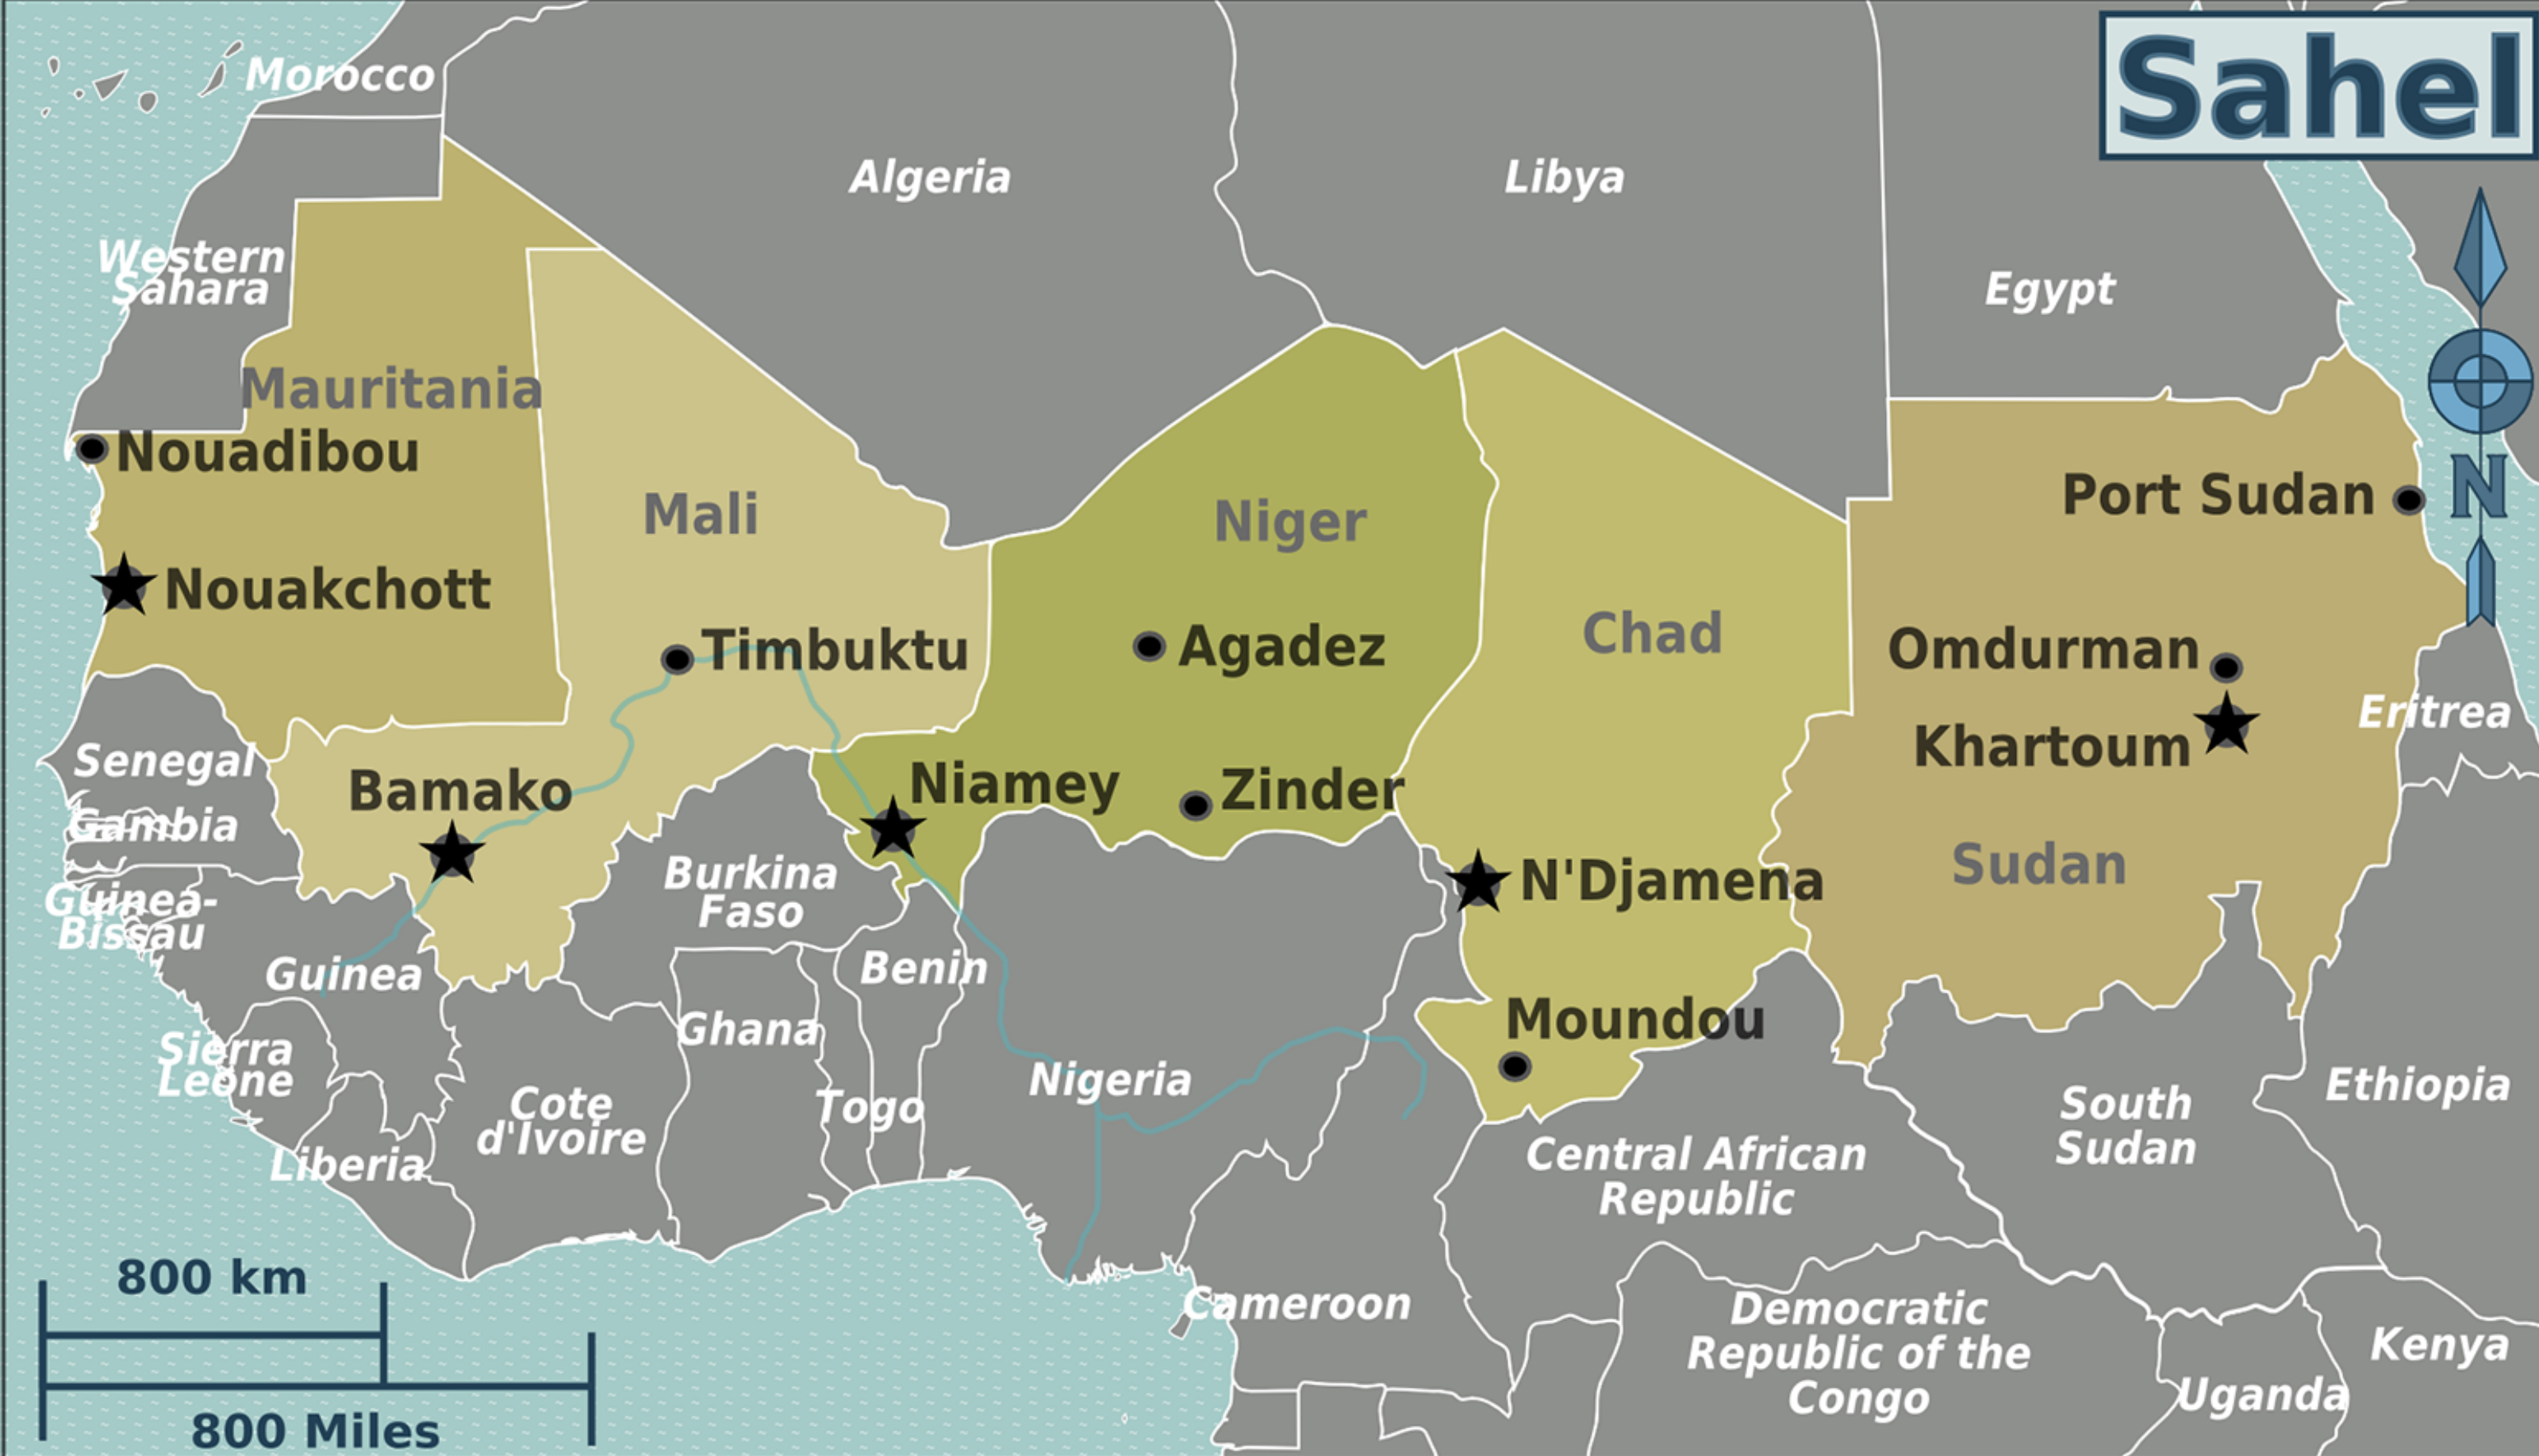 Sahel
Morocco
Algeria
Libya
Egypt
Western
Sahara
Mauritania
Nouadibou
Nouakchott
Mali
Timbuktu
Niger
Agadez
Chad
Port Sudan
Omdurman
Khartoum
Eritrea
N
Senegal
Gambia
Guinea-
Bissau
Bamako
Niamey
Zinder
Sudan
Burkina
Faso
N'Djamena
Guinea
Benin
Moundou
Sierra
Leone
Ghana
Nigeria
Cote
d'Ivoire
Togo
Liberia
Central African
Republic
South
Sudan
Ethiopia
Cameroon
Democratic
Republic of the
Congo
Kenya
Uganda
800 km
800 Miles